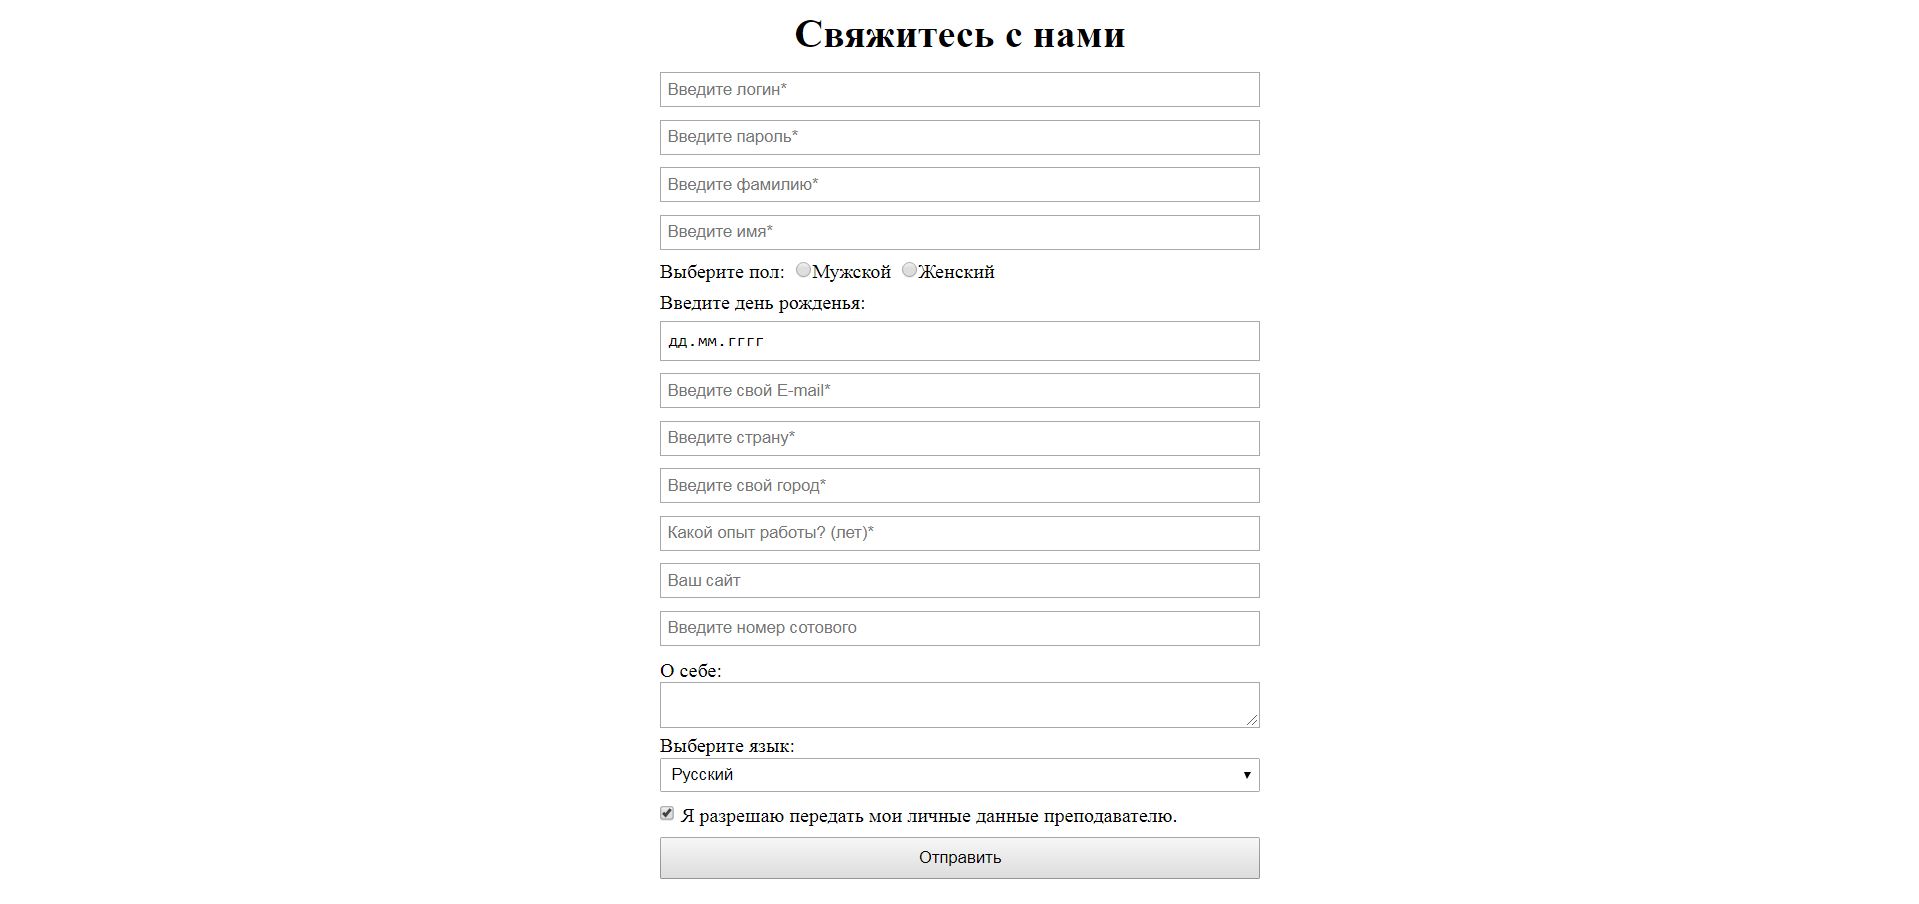 Свяжитесь с нами
Введите логин*
Введите пароль*
Введите фамилию*
Введите имя*
Выберите пол: Мужской Женский
Введите день рожденья:
дд.мм.гггг
Введите свой E-mail*
Введите страну*
Введите свой город*
Какой опыт работы? (лет)*
Ваш сайт
Введите номер сотового
О себе:
Выберите язык:
Русский
Я разрешаю передать мои личные данные преподавателю.
Отправить